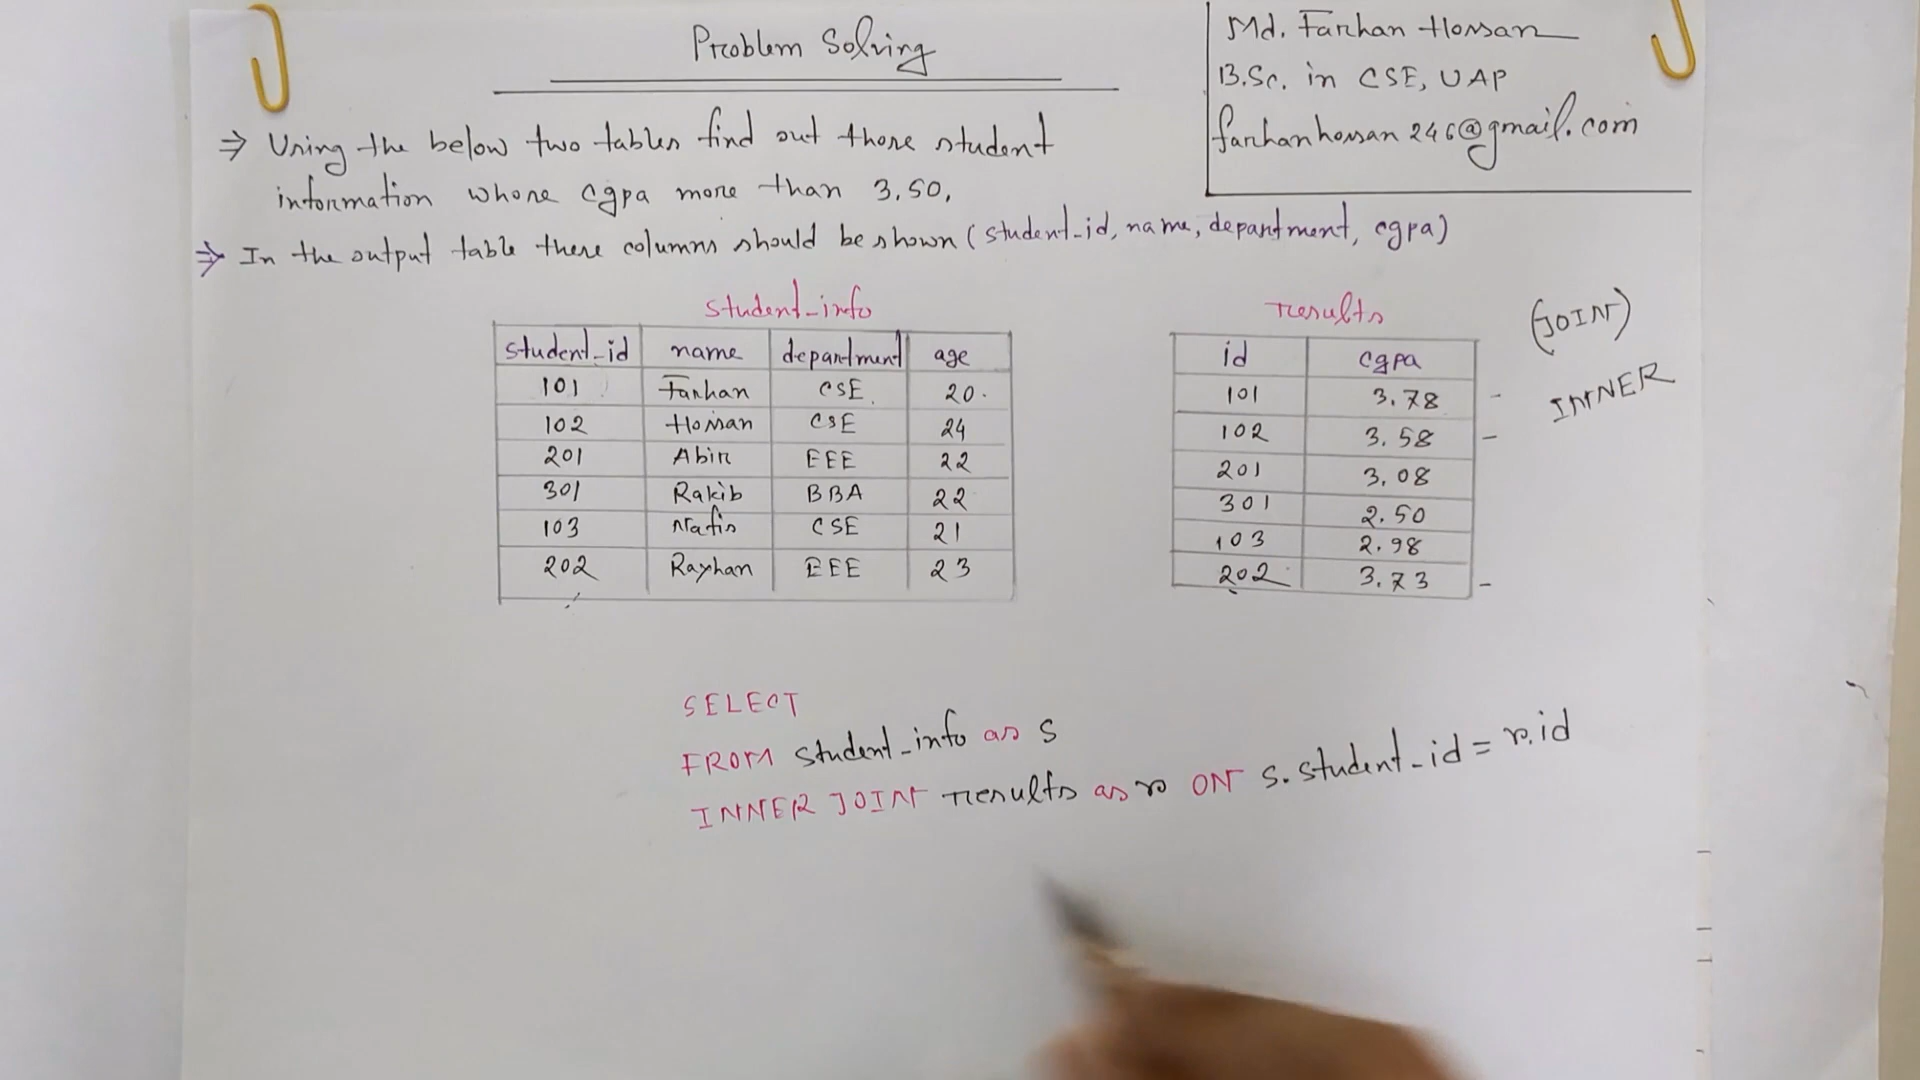 Problem Solving
Md. Farhan Hossan
B.Sc. in CSE, UAP
farhanhossan246@gmail.com
⇒ Using the below two tables find out those student
information whose cgpa more than 3.50.
⇒ In the output table these columns should be shown (student_id, name, department, cgpa)
student_info
student_id name department age
101 Farhan CSE 20
102 Hossan CSE 24
201 Abir EEE 22
301 Rakib BBA 22
103 Nafis CSE 21
202 Rayhan EEE 23
results
id cgpa
101 3.78
102 3.58
201 3.08
301 2.50
103 2.98
202 3.73
(JOIN)
INNER
SELECT
FROM student_info as s
INNER JOIN results as r ON s.student_id = r.id